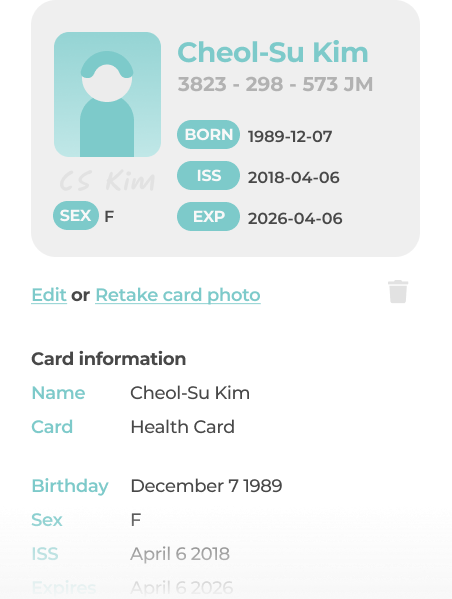 Cheol-Su Kim
3823 - 298 - 573 JM
BORN 1989-12-07
ISS 2018-04-06
EXP 2026-04-06
CS Kim
SEX F
Edit or Retake card photo
Card information
Name Cheol-Su Kim
Card Health Card
Birthday December 7 1989
Sex F
ISS April 6 2018
Expires April 6 2026